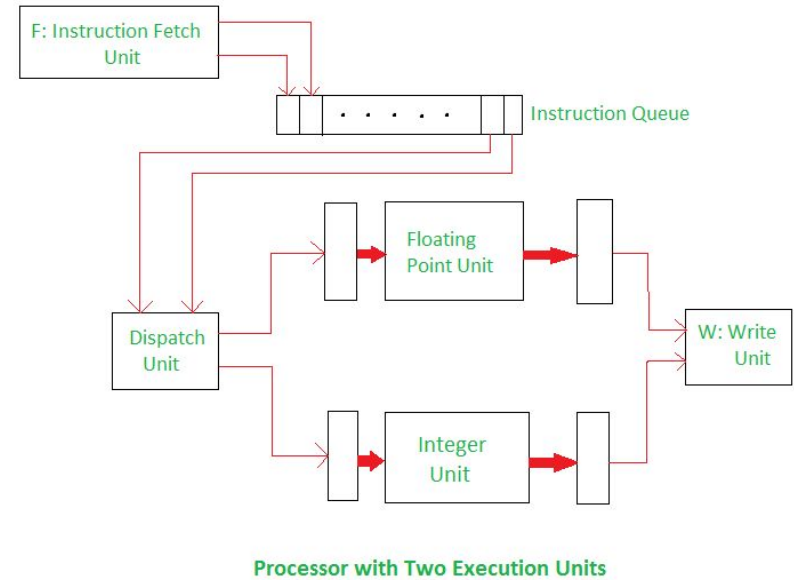 F: Instruction Fetch
Unit
Instruction Queue
Floating
Point Unit
Dispatch
Unit
W: Write
Unit
Integer
Unit
Processor with Two Execution Units